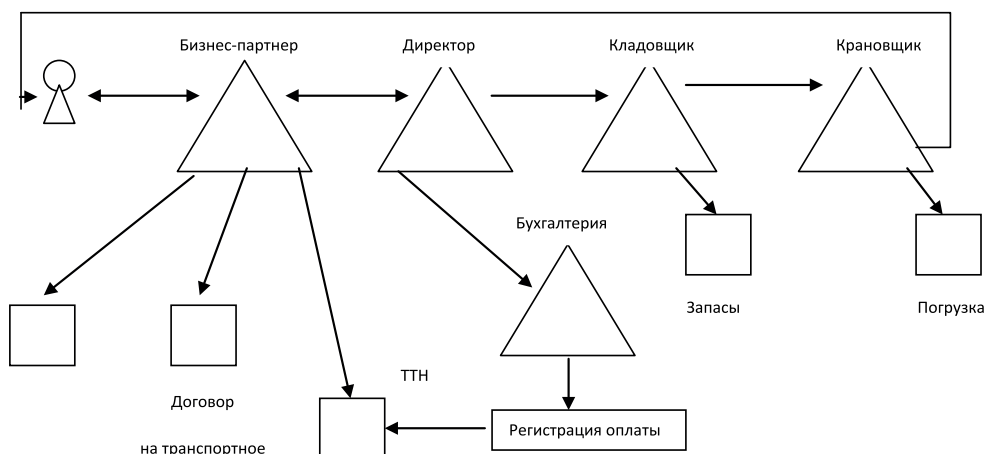 Бизнес-партнер
Директор
Кладовщик
Крановщик
Бухгалтерия
Запасы
Погрузка
ТТН
Договор
Регистрация оплаты
на транспортное